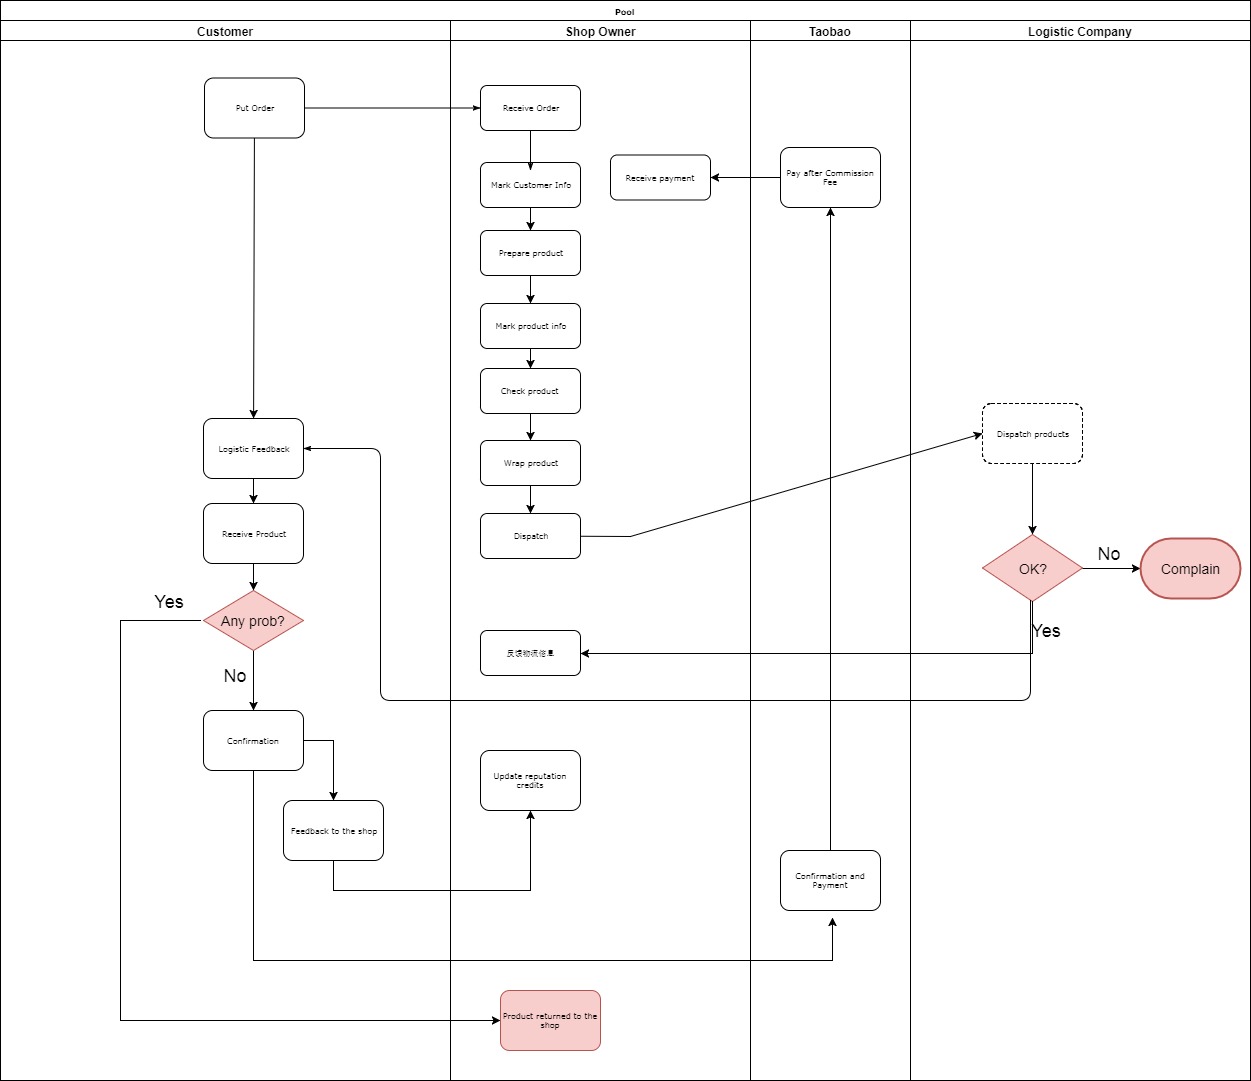 Pool
Customer
Shop Owner
Taobao
Logistic Company
Put Order
Receive Order
Mark Customer Info
Receive payment
Pay after Commission
Fee
Prepare product
Mark product info
Check product
Logistic Feedback
Wrap product
Dispatch products
Receive Product
Dispatch
OK?
No
Complain
Yes
Any prob?
Yes
No
反馈物流信息
Confirmation
Update reputation
credits
Feedback to the shop
Confirmation and
Payment
Product returned to the
shop